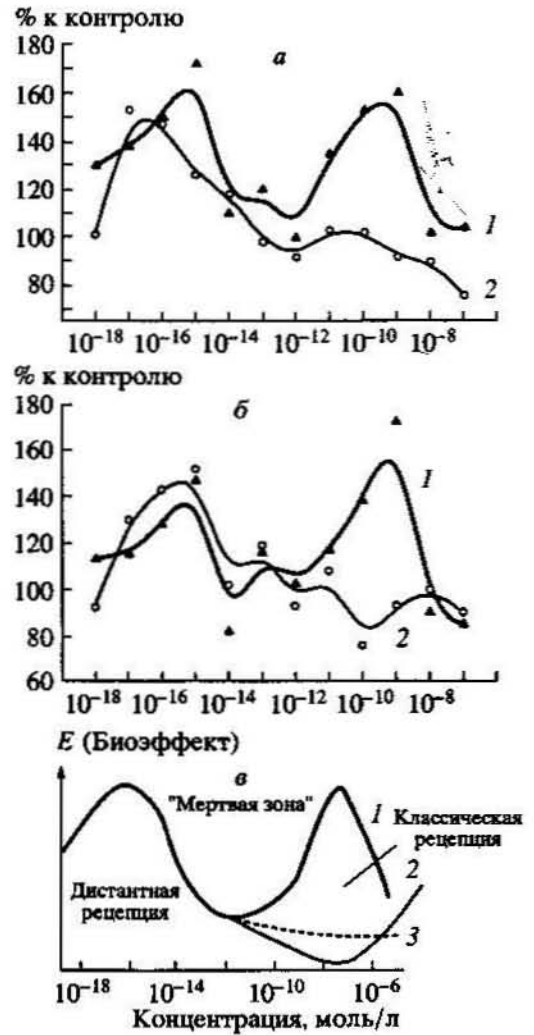 % к контролю
а
180
160
140
120
100
80
1
2
10⁻¹⁸ 10⁻¹⁶ 10⁻¹⁴ 10⁻¹² 10⁻¹⁰ 10⁻⁸
% к контролю
б
180
160
140
120
100
80
60
1
2
10⁻¹⁸ 10⁻¹⁶ 10⁻¹⁴ 10⁻¹² 10⁻¹⁰ 10⁻⁸
E (Биоэффект)
в
"Мертвая зона"
1 Классическая
рецепция
2
Дистантная
рецепция
3
10⁻¹⁸ 10⁻¹⁴ 10⁻¹⁰ 10⁻⁶
Концентрация, моль/л